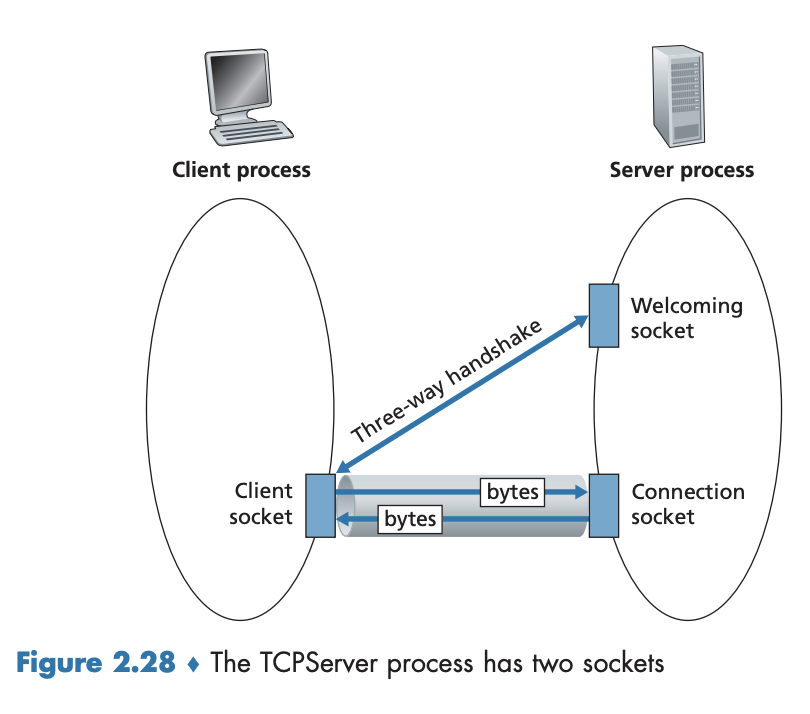 Client process
Server process
Welcoming
socket
Three-way handshake
Client
socket
bytes
bytes
Connection
socket
Figure 2.28 ♦ The TCPServer process has two sockets